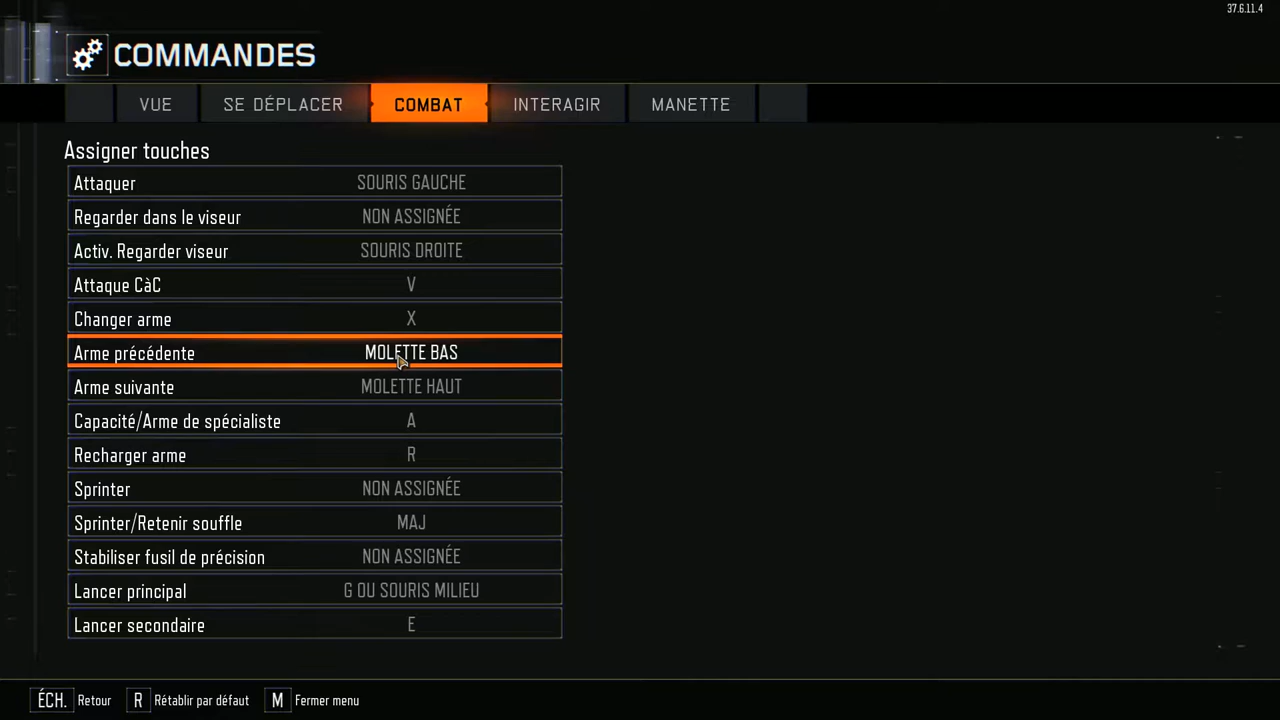 37.6.11.4
COMMANDES
VUE SE DÉPLACER COMBAT INTERAGIR MANETTE
Assigner touches
Attaquer SOURIS GAUCHE
Regarder dans le viseur NON ASSIGNÉE
Activ. Regarder viseur SOURIS DROITE
Attaque CàC V
Changer arme X
Arme précédente MOLETTE BAS
Arme suivante MOLETTE HAUT
Capacité/Arme de spécialiste A
Recharger arme R
Sprinter NON ASSIGNÉE
Sprinter/Retenir souffle MAJ
Stabiliser fusil de précision NON ASSIGNÉE
Lancer principal G OU SOURIS MILIEU
Lancer secondaire E
ÉCH. Retour R Rétablir par défaut M Fermer menu